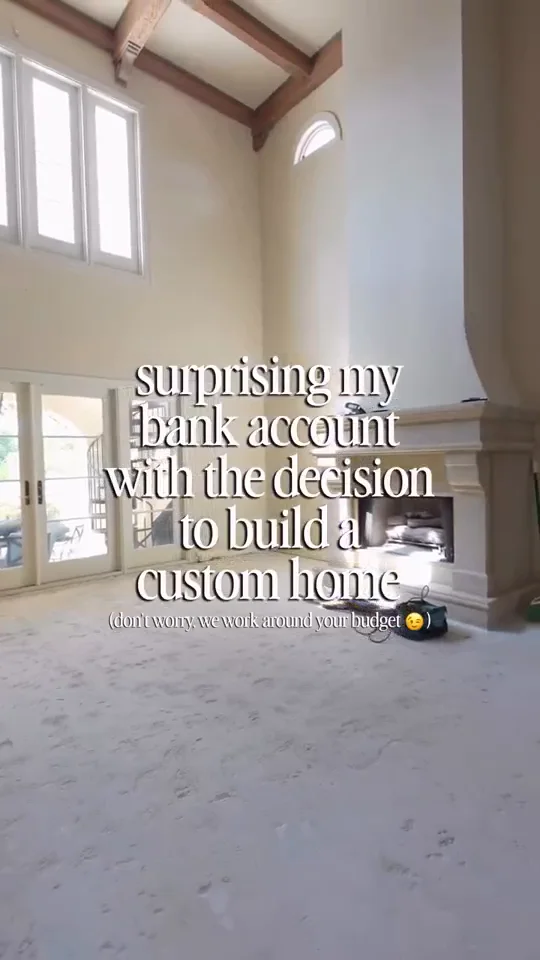 surprising my
bank account
with the decision
to build a
custom home
(don't worry, we work around your budget 😉)